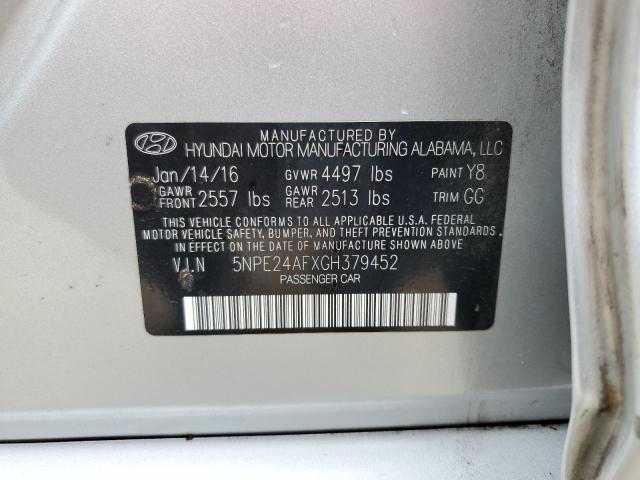 MANUFACTURED BY
HYUNDAI MOTOR MANUFACTURING ALABAMA, LLC
Jan/14/16 GVWR 4497 lbs PAINT Y8
GAWR FRONT 2557 lbs GAWR REAR 2513 lbs TRIM GG
THIS VEHICLE CONFORMS TO ALL APPLICABLE U.S.A. FEDERAL
MOTOR VEHICLE SAFETY, BUMPER, AND THEFT PREVENTION STANDARDS
IN EFFECT ON THE DATE OF MANUFACTURE SHOWN ABOVE.
V.I.N 5NPE24AFXGH379452
PASSENGER CAR